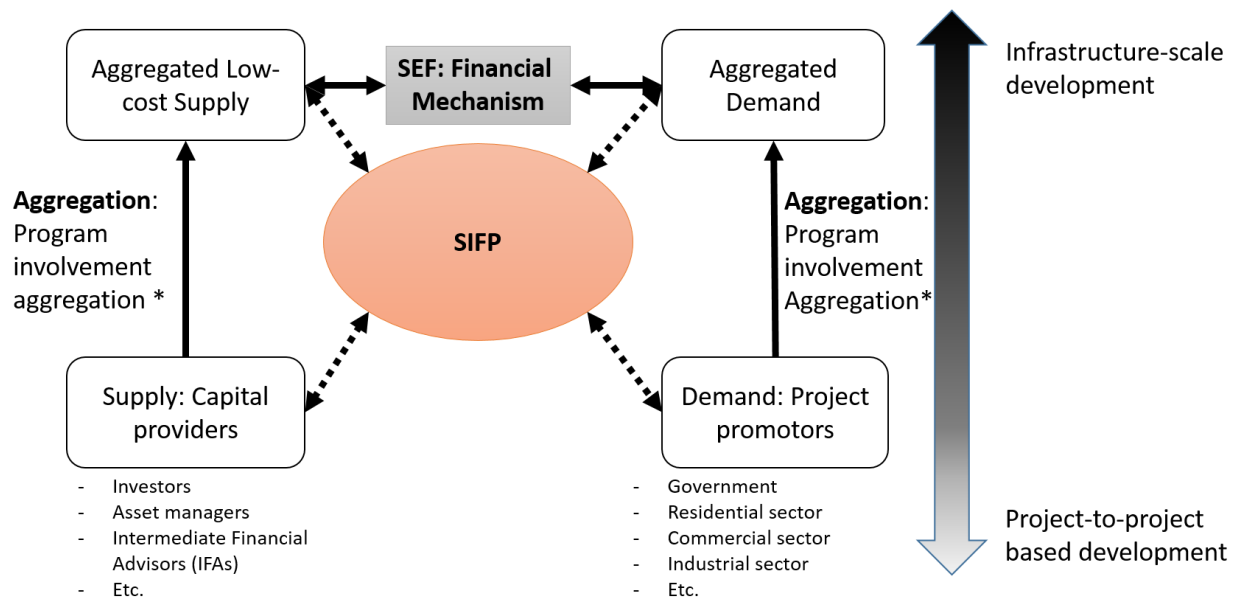 Aggregated Low-
cost Supply
SEF: Financial
Mechanism
Aggregated
Demand
Infrastructure-scale
development
Aggregation:
Program
involvement
aggregation *
SIFP
Aggregation:
Program
involvement
Aggregation*
Supply: Capital
providers
Demand: Project
promotors
- Investors
- Asset managers
- Intermediate Financial
Advisors (IFAs)
- Etc.
- Government
- Residential sector
- Commercial sector
- Industrial sector
- Etc.
Project-to-project
based development